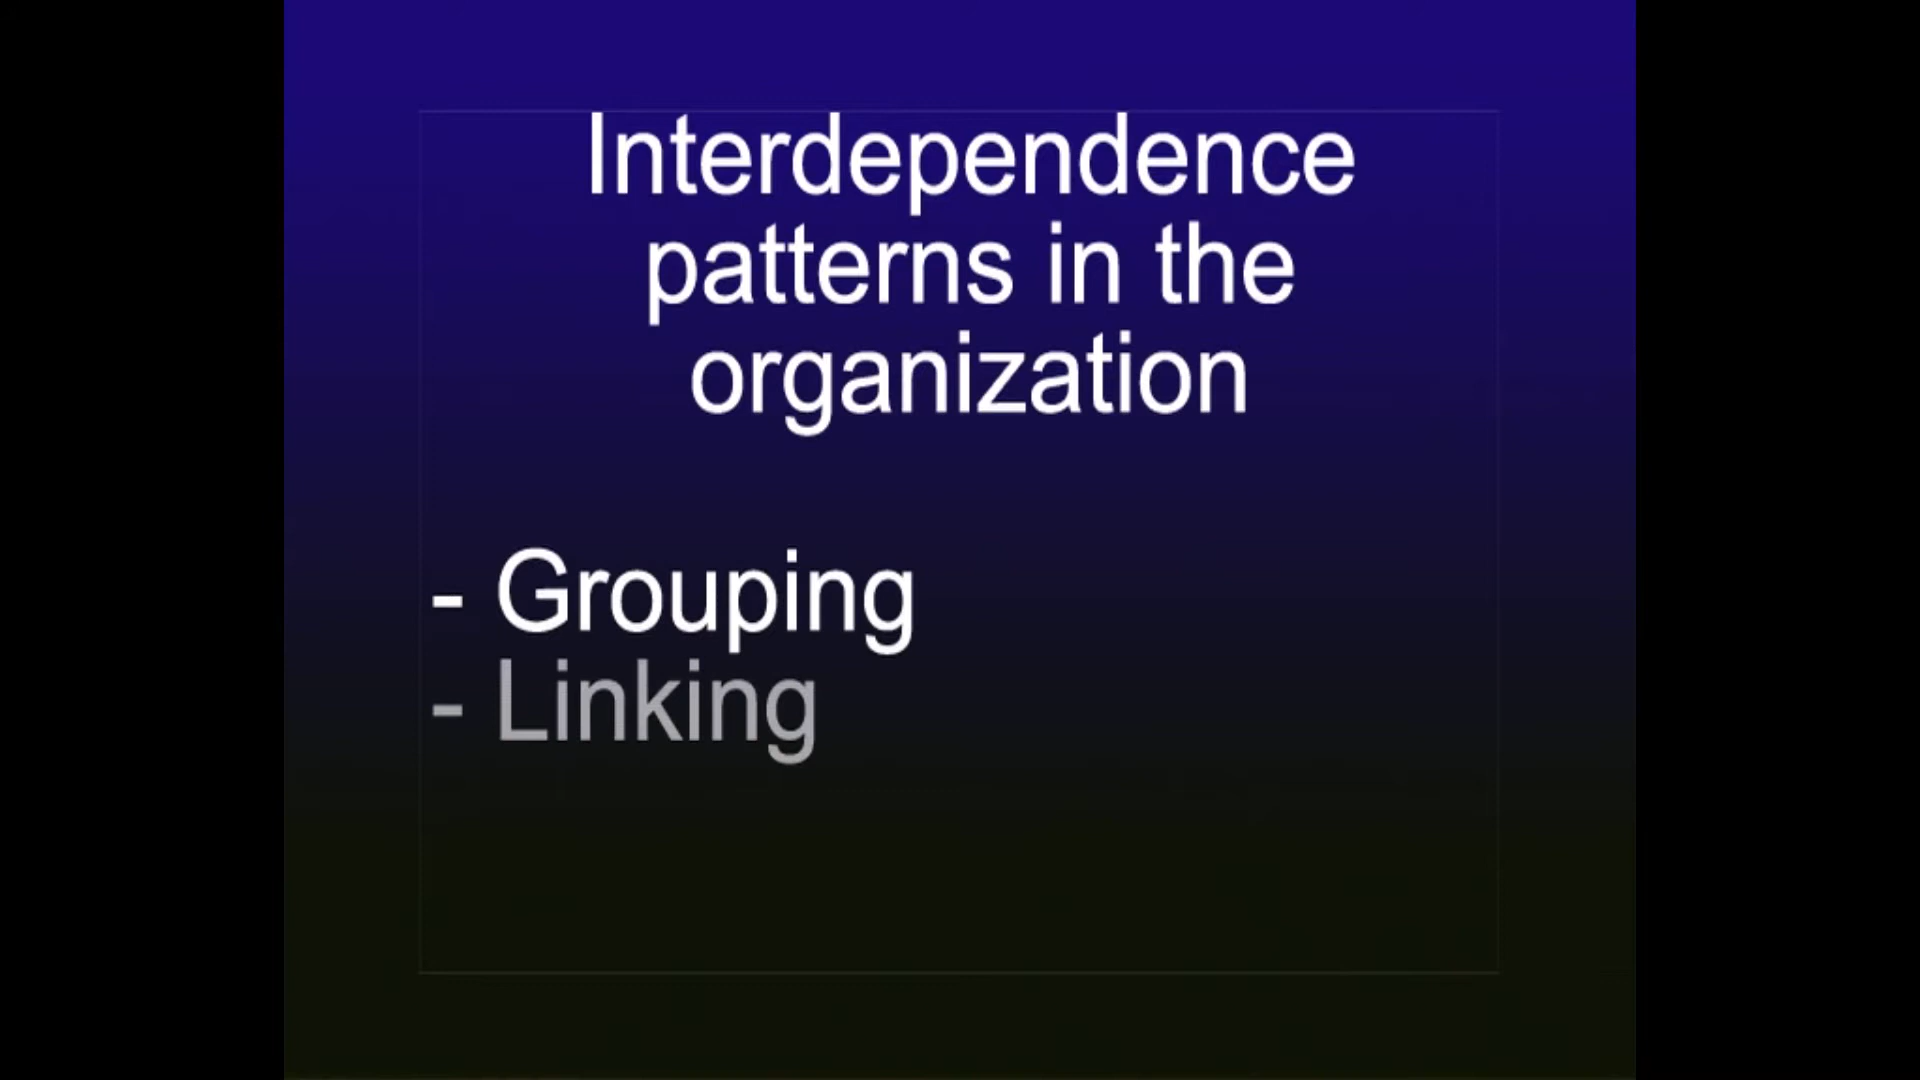 Interdependence
patterns in the
organization
- Grouping
- Linking